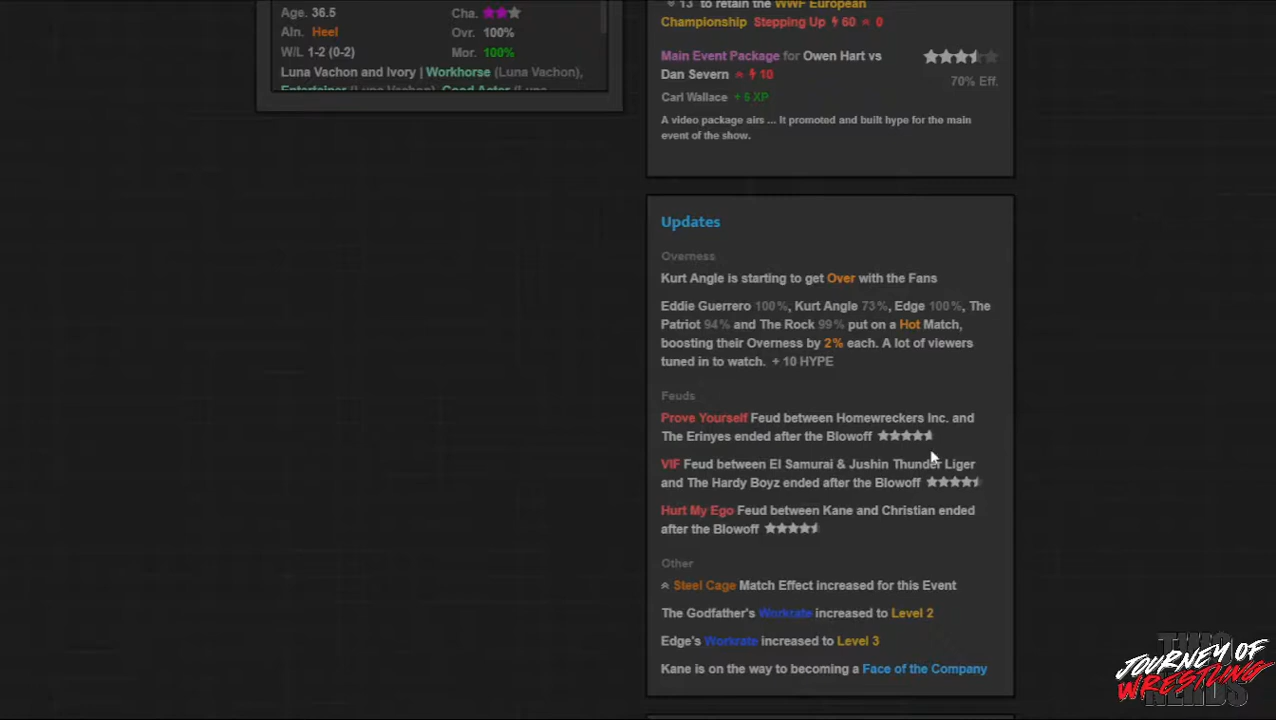 Age. 36.5
Cha.
Aln. Heel
Ovr. 100%
W/L 1-2 (0-2)
Mor. 100%
Luna Vachon and Ivory | Workhorse (Luna Vachon),
Entertainer (Luna Vachon), Good Actor (Luna
13 to retain the WWF European
Championship Stepping Up 60 0
Main Event Package for Owen Hart vs
Dan Severn 10
70% Eff.
Carl Wallace + 6 XP
A video package airs ... It promoted and built hype for the main
event of the show.
Updates
Overness
Kurt Angle is starting to get Over with the Fans
Eddie Guerrero 100%, Kurt Angle 73%, Edge 100%, The
Patriot 94% and The Rock 99% put on a Hot Match,
boosting their Overness by 2% each. A lot of viewers
tuned in to watch. + 10 HYPE
Feuds
Prove Yourself Feud between Homewreckers Inc. and
The Erinyes ended after the Blowoff
VIF Feud between El Samurai & Jushin Thunder Liger
and The Hardy Boyz ended after the Blowoff
Hurt My Ego Feud between Kane and Christian ended
after the Blowoff
Other
Steel Cage Match Effect increased for this Event
The Godfather's Workrate increased to Level 2
Edge's Workrate increased to Level 3
Kane is on the way to becoming a Face of the Company
JOURNEY OF
WRESTLING
NERDS